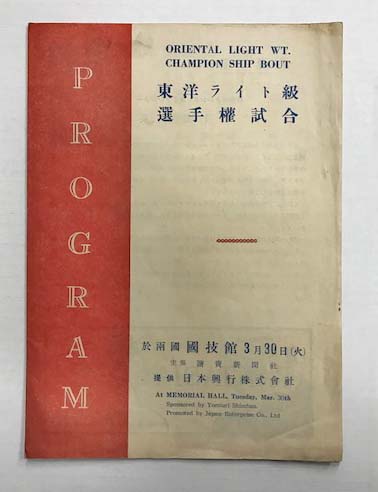 PROGRAM
ORIENTAL LIGHT WT.
CHAMPION SHIP BOUT
東洋ライト級
選手權試合
於兩國國技館3月30日(火)
主催 讀賣新聞社
提供 日本興行株式會社
At MEMORIAL HALL, Tuesday, Mar. 30th
Sponsored by Yomiuri Shimbun
Promoted by Japan Enterprise Co., Ltd